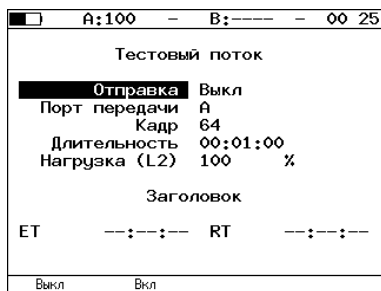 A:100 – B:---- – 00 25
Тестовый поток
Отправка Выкл
Порт передачи A
Кадр 64
Длительность 00:01:00
Нагрузка (L2) 100 %
Заголовок
ET --:--:-- RT --:--:--
Выкл Вкл